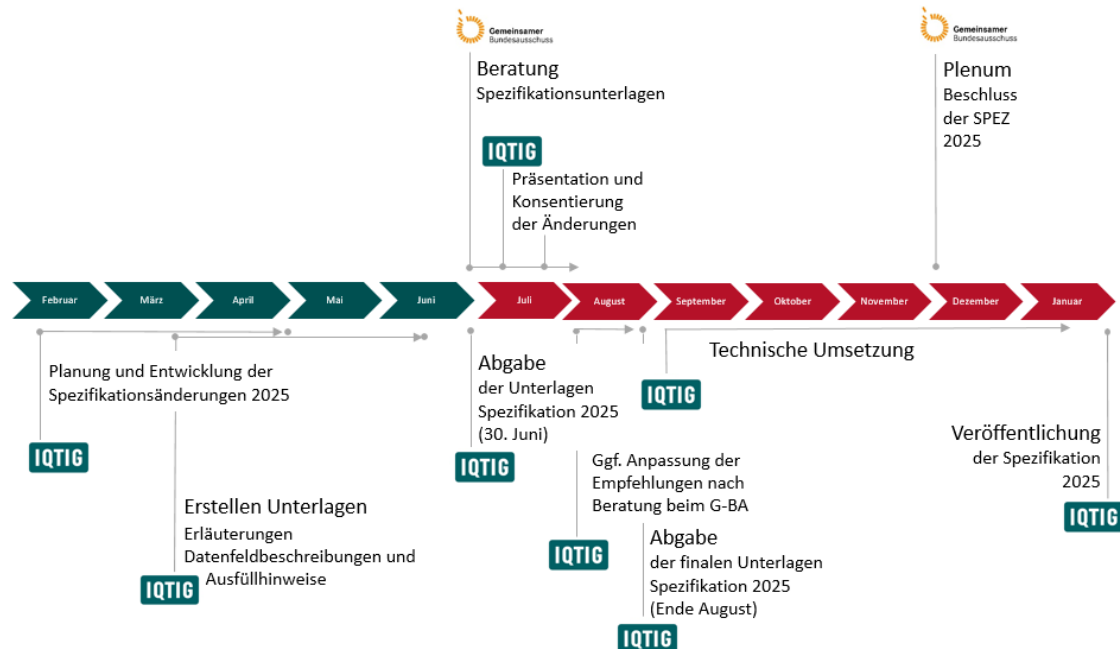 Gemeinsamer
Bundesausschuss
Gemeinsamer
Bundesausschuss
Beratung
Spezifikationsunterlagen
Plenum
Beschluss
der SPEZ
2025
IQTIG
Präsentation und
Konsentierung
der Änderungen
Februar
März
April
Mai
Juni
Juli
August
September
Oktober
November
Dezember
Januar
Planung und Entwicklung der
Spezifikationsänderungen 2025
IQTIG
Erstellen Unterlagen
Erläuterungen
Datenfeldbeschreibungen und
Ausfüllhinweise
IQTIG
Abgabe
der Unterlagen
Spezifikation 2025
(30. Juni)
IQTIG
Ggf. Anpassung der
Empfehlungen nach
Beratung beim G-BA
IQTIG
Abgabe
der finalen Unterlagen
Spezifikation 2025
(Ende August)
IQTIG
Technische Umsetzung
IQTIG
Veröffentlichung
der Spezifikation
2025
IQTIG